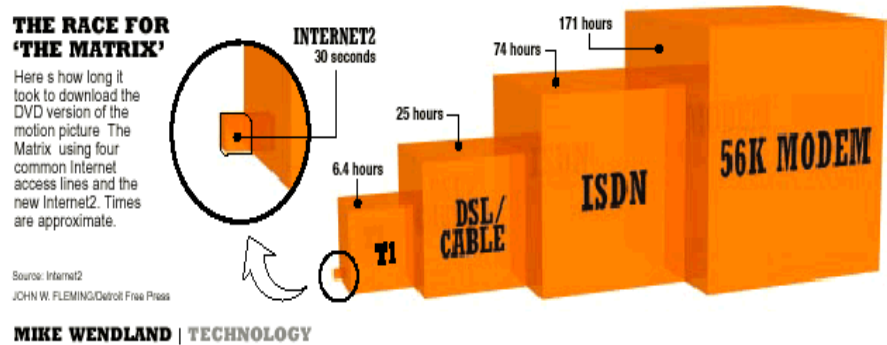 THE RACE FOR
‘THE MATRIX’
Here s how long it
took to download the
DVD version of the
motion picture The
Matrix using four
common Internet
access lines and the
new Internet2. Times
are approximate.
Source: Internet2
JOHN W. FLEMING/Detroit Free Press
MIKE WENDLAND | TECHNOLOGY
INTERNET2
30 seconds
6.4 hours
T1
25 hours
DSL/
CABLE
74 hours
ISDN
171 hours
56K MODEM